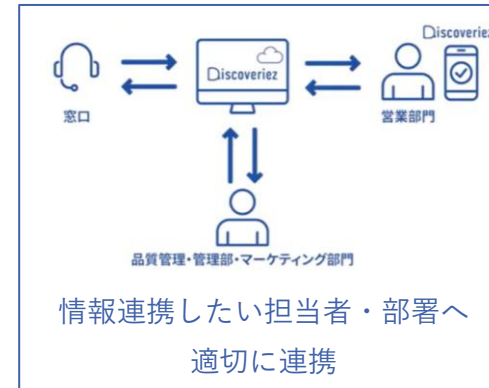 Discoveriez
Discoveriez
窓口
営業部門
品質管理・管理部・マーケティング部門
情報連携したい担当者・部署へ
適切に連携